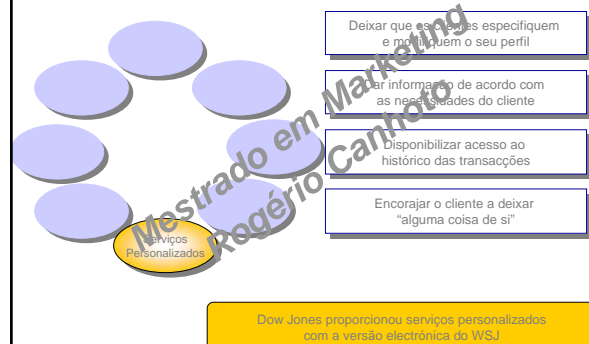 Deixar que os clientes especifiquem
e modifiquem o seu perfil
Dar informação de acordo com
as necessidades do cliente
Disponibilizar acesso ao
histórico das transacções
Encorajar o cliente a deixar
“alguma coisa de si”
Serviços
Personalizados
Mestrado em Marketing
Rogério Canhoto
Dow Jones proporcionou serviços personalizados
com a versão electrónica do WSJ